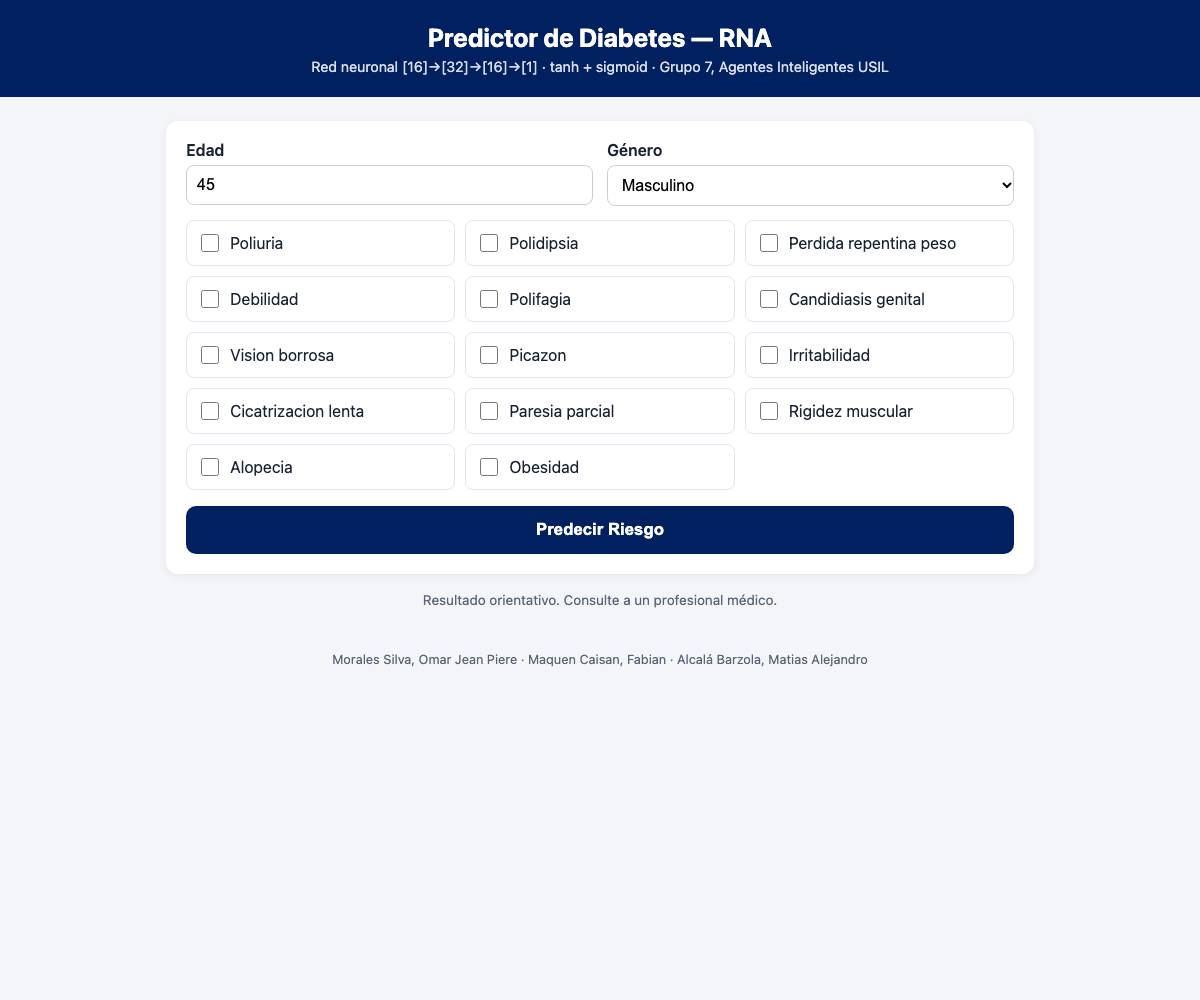 Predictor de Diabetes — RNA
Red neuronal [16]→[32]→[16]→[1] · tanh + sigmoid · Grupo 7, Agentes Inteligentes USIL
Edad
Género
45
Masculino
Poliuria
Polidipsia
Perdida repentina peso
Debilidad
Polifagia
Candidiasis genital
Vision borrosa
Picazon
Irritabilidad
Cicatrizacion lenta
Paresia parcial
Rigidez muscular
Alopecia
Obesidad
Predecir Riesgo
Resultado orientativo. Consulte a un profesional médico.
Morales Silva, Omar Jean Piere · Maquen Caisan, Fabian · Alcalá Barzola, Matias Alejandro